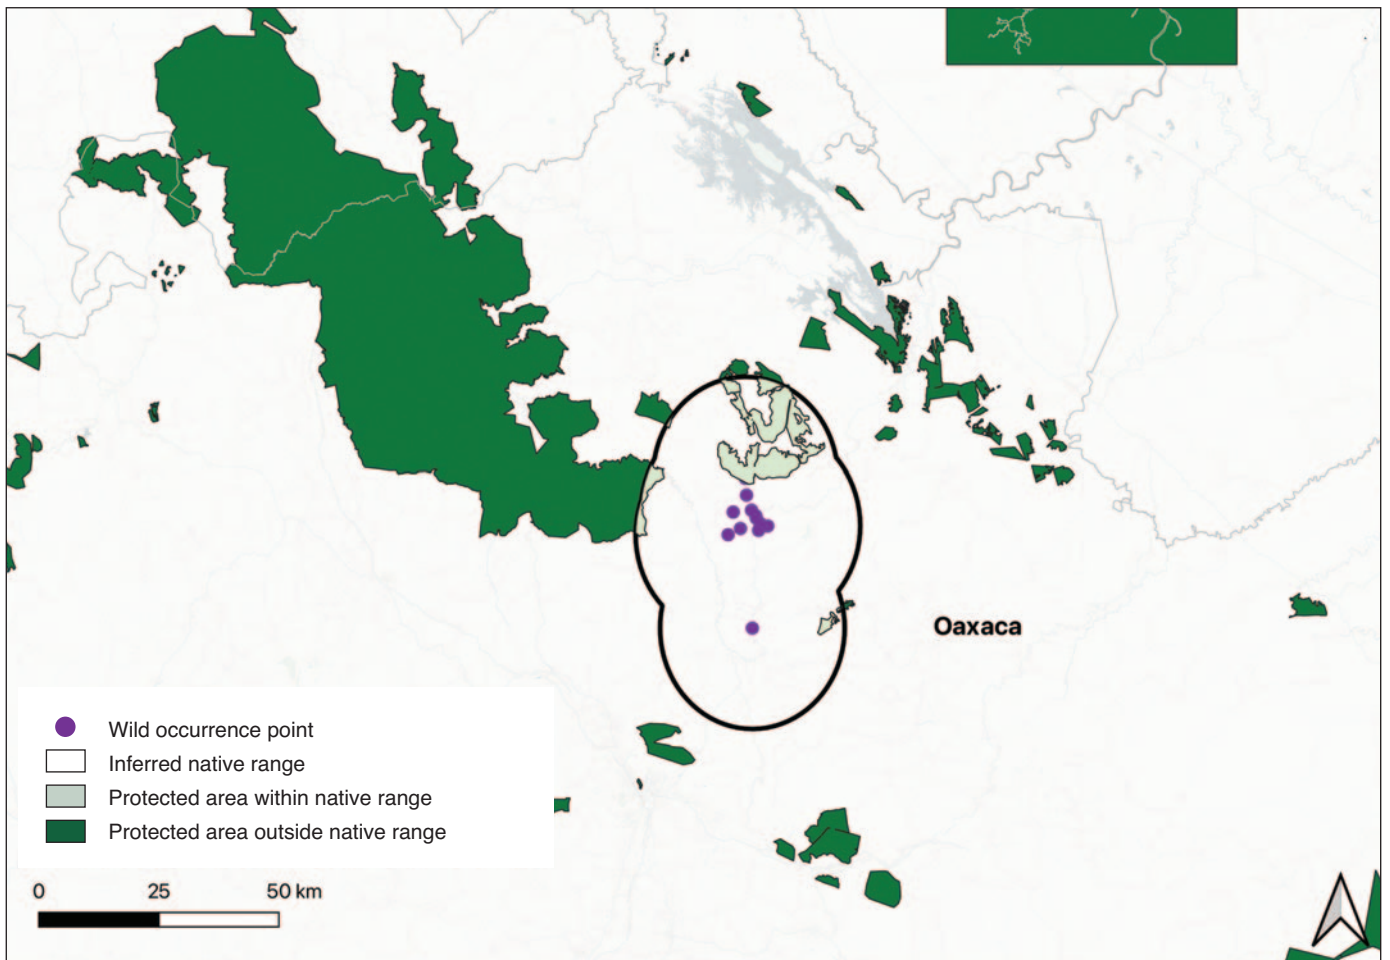 Oaxaca
Wild occurrence point
Inferred native range
Protected area within native range
Protected area outside native range
0 25 50 km